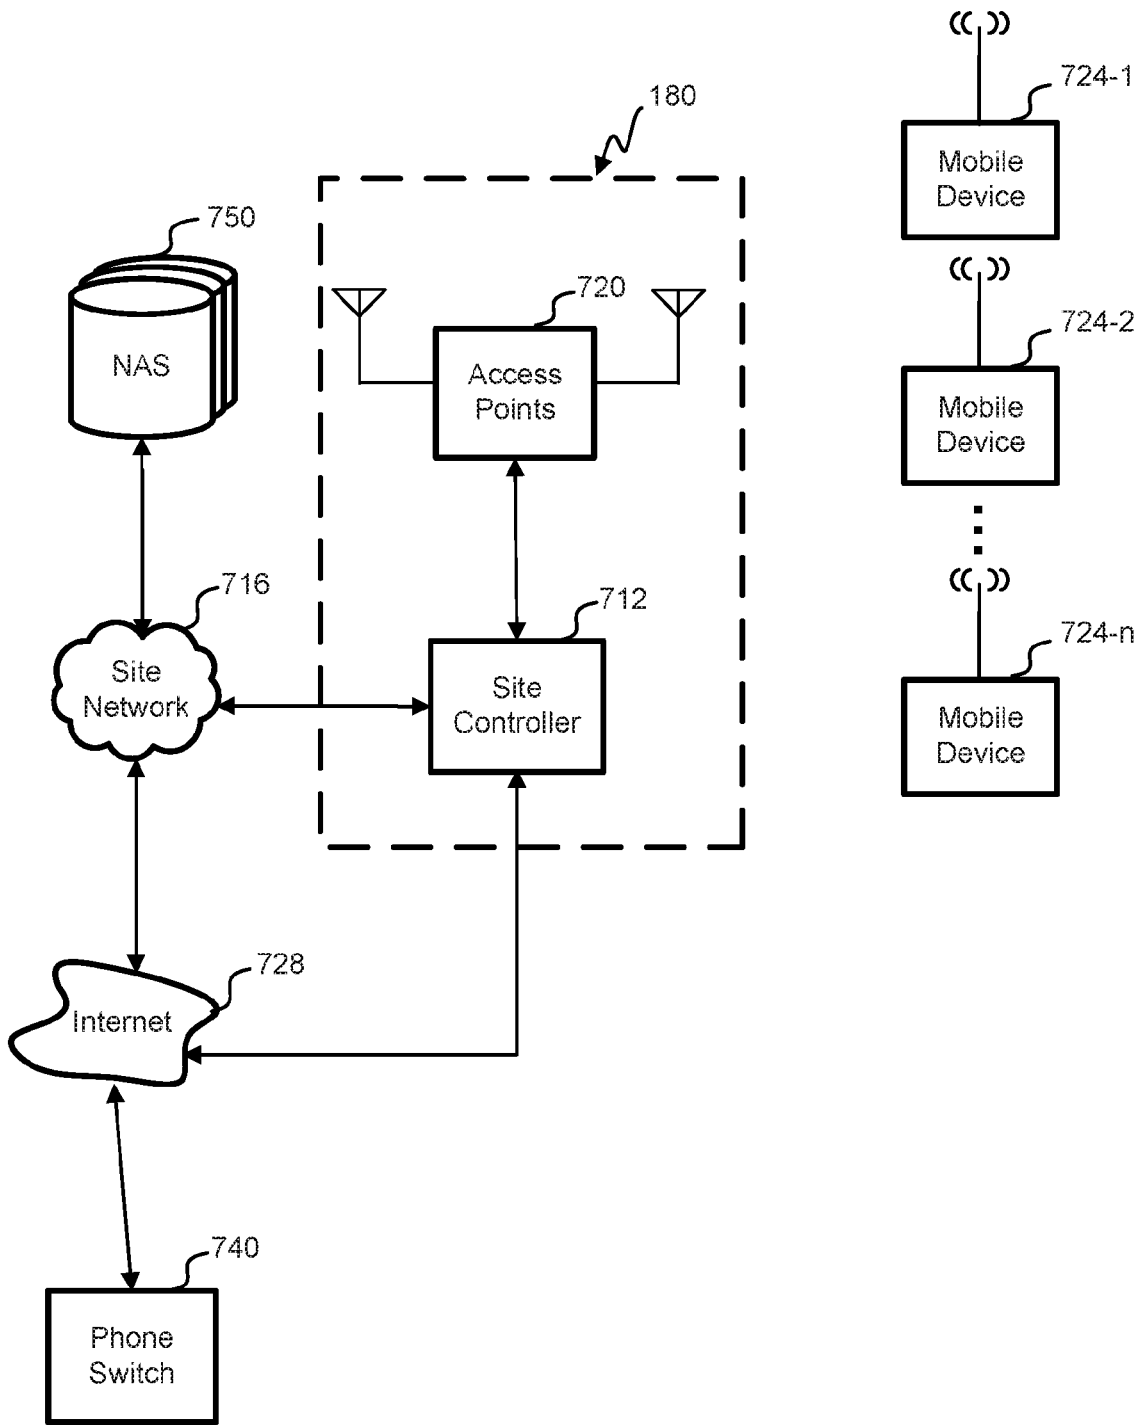 724-1
Mobile
Device
180
750
NAS
720
Access
Points
724-2
Mobile
Device
716
Site
Network
712
Site
Controller
724-n
Mobile
Device
728
Internet
740
Phone
Switch